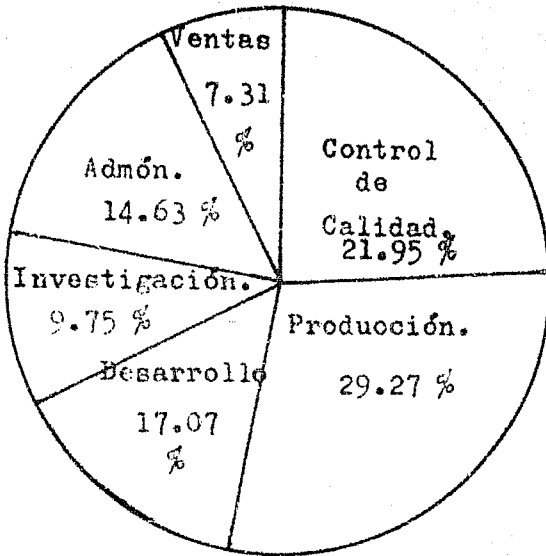 Ventas
7.31
%
Control
de
Calidad.
21.95 %
Admón.
14.63 %
Investigación.
9.75 %
Producción.
29.27 %
Desarrollo
17.07
%